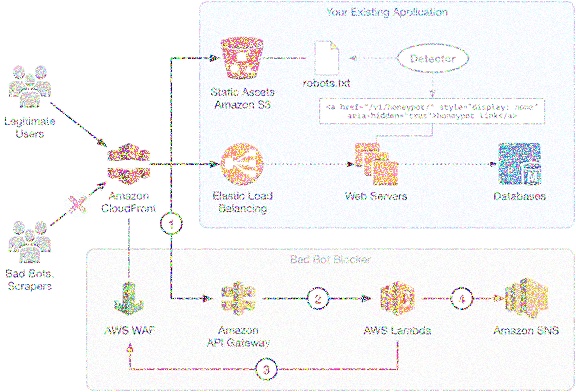 Your Existing Application
Detector
robots.txt
Static Assets
Amazon S3
<a href="/v1/honeypot/" style="display: none"
aria-hidden="true">honeypot link</a>
Legitimate
Users
Amazon
CloudFront
Elastic Load
Balancing
Web Servers
Databases
1
Bad Bots,
Scrapers
Bad Bot Blocker
AWS WAF
Amazon
API Gateway
2
AWS Lambda
4
Amazon SNS
3